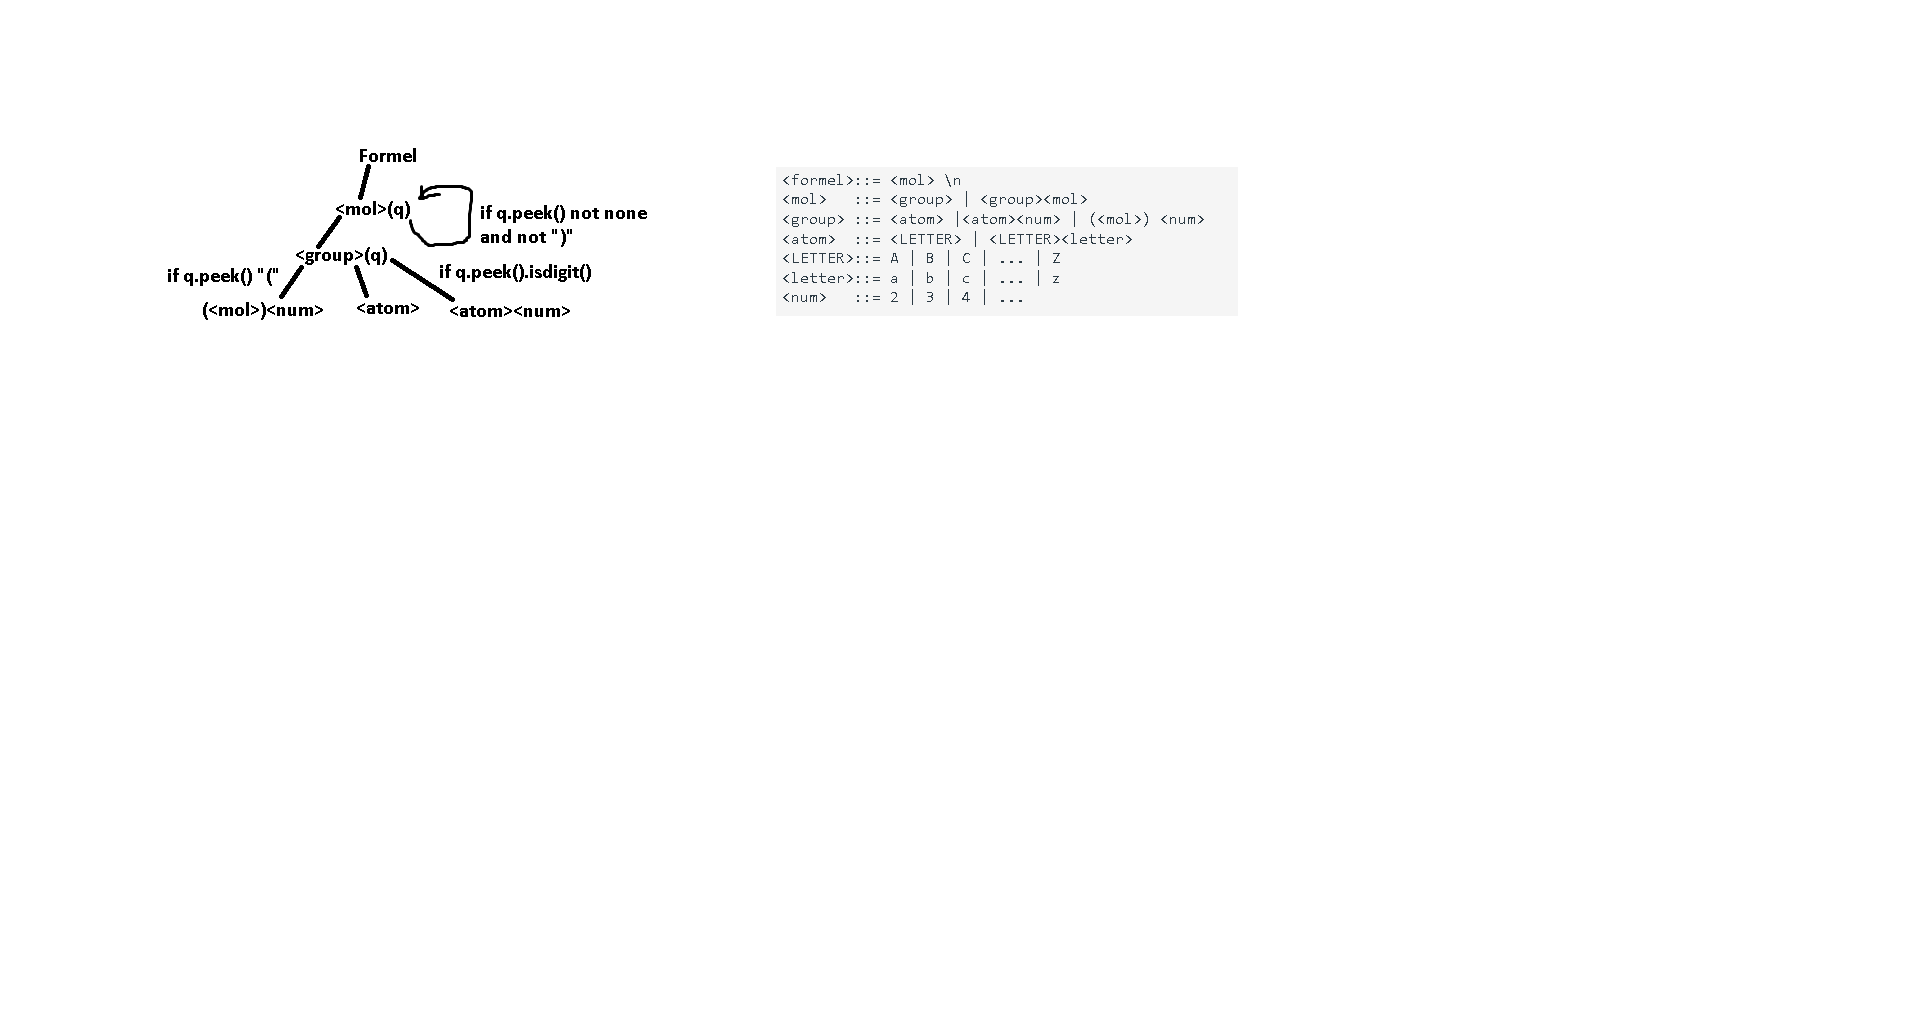 Formel
<mol>(q)
if q.peek() not none
and not ")"
<group>(q)
if q.peek() "("
if q.peek().isdigit()
(<mol>)<num>
<atom>
<atom><num>
<formel>::= <mol> \n
<mol>   ::= <group> | <group><mol>
<group> ::= <atom> |<atom><num> | (<mol>) <num>
<atom>  ::= <LETTER> | <LETTER><letter>
<LETTER>::= A | B | C | ... | Z
<letter>::= a | b | c | ... | z
<num>   ::= 2 | 3 | 4 | ...